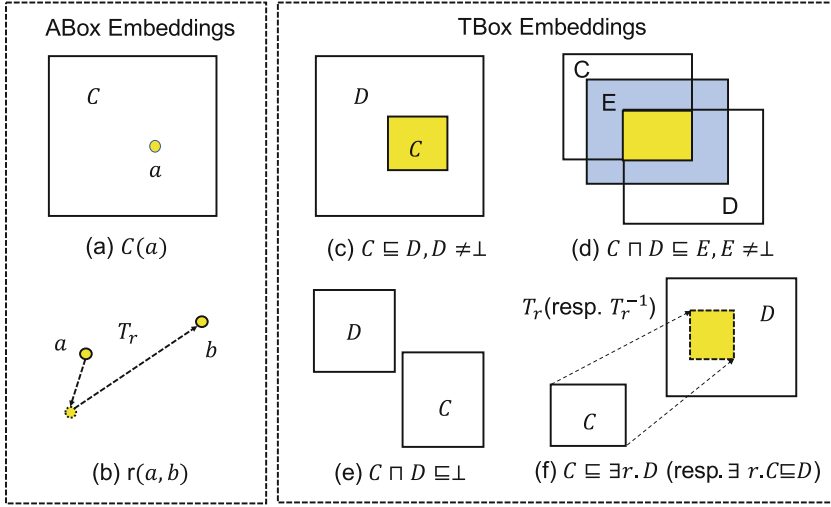 ABox Embeddings
C
a
(a) C(a)
a
T_r
b
(b) r(a, b)
TBox Embeddings
D
C
(c) C ⊑ D, D ≠⊥
C
E
D
(d) C ⊓ D ⊑ E, E ≠⊥
D
C
(e) C ⊓ D ⊑⊥
T_r(resp. T_r^{-1})
D
C
(f) C ⊑ ∃r. D (resp. ∃ r. C⊑D)